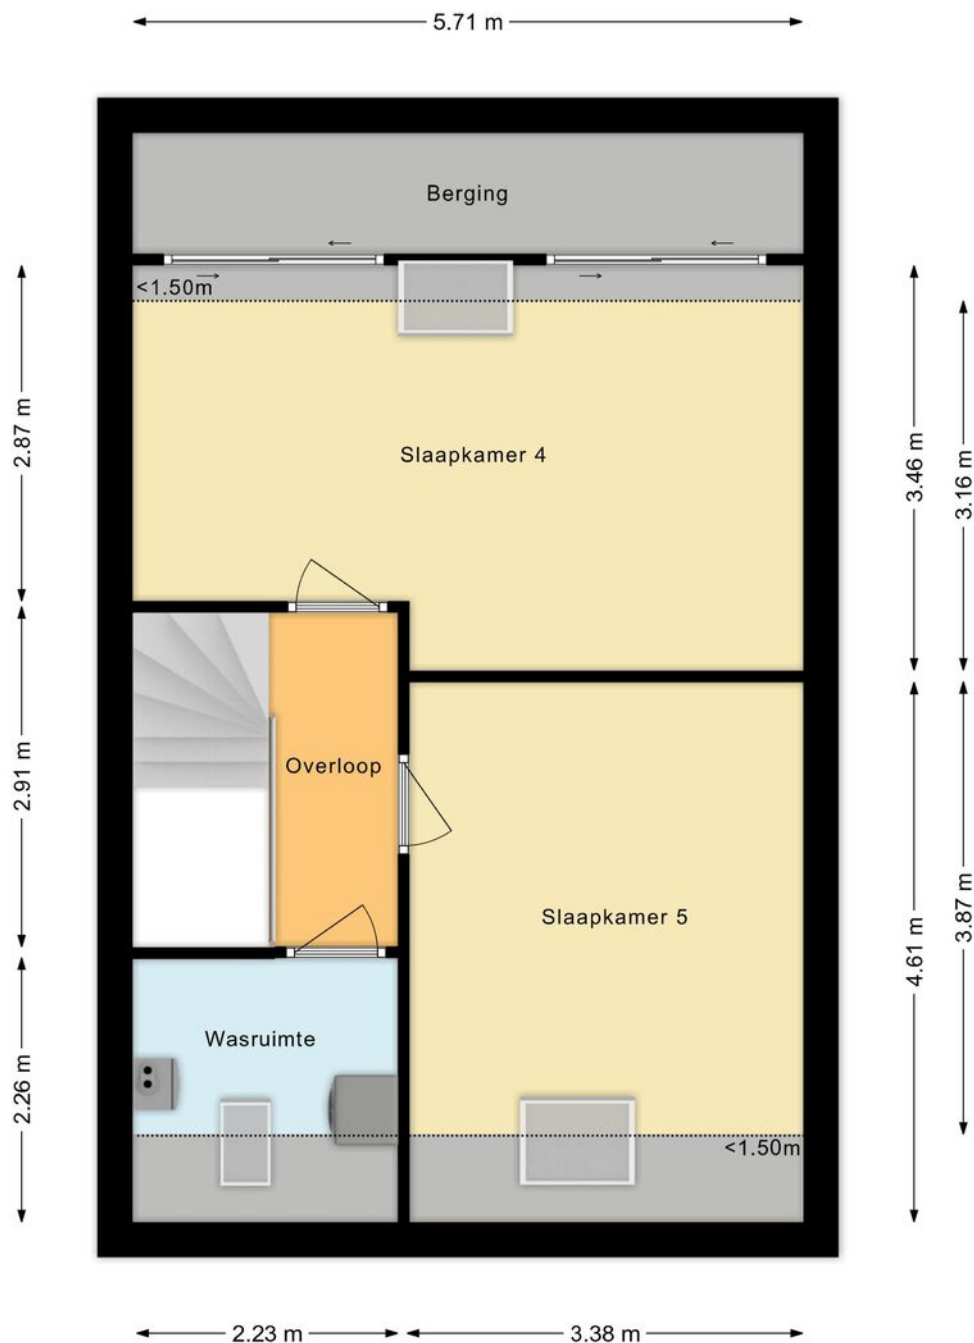 5.71 m
Berging
<1.50m
2.87 m
Slaapkamer 4
3.46 m
3.16 m
2.91 m
Overloop
Slaapkamer 5
3.87 m
4.61 m
Wasruimte
2.26 m
<1.50m
2.23 m
3.38 m